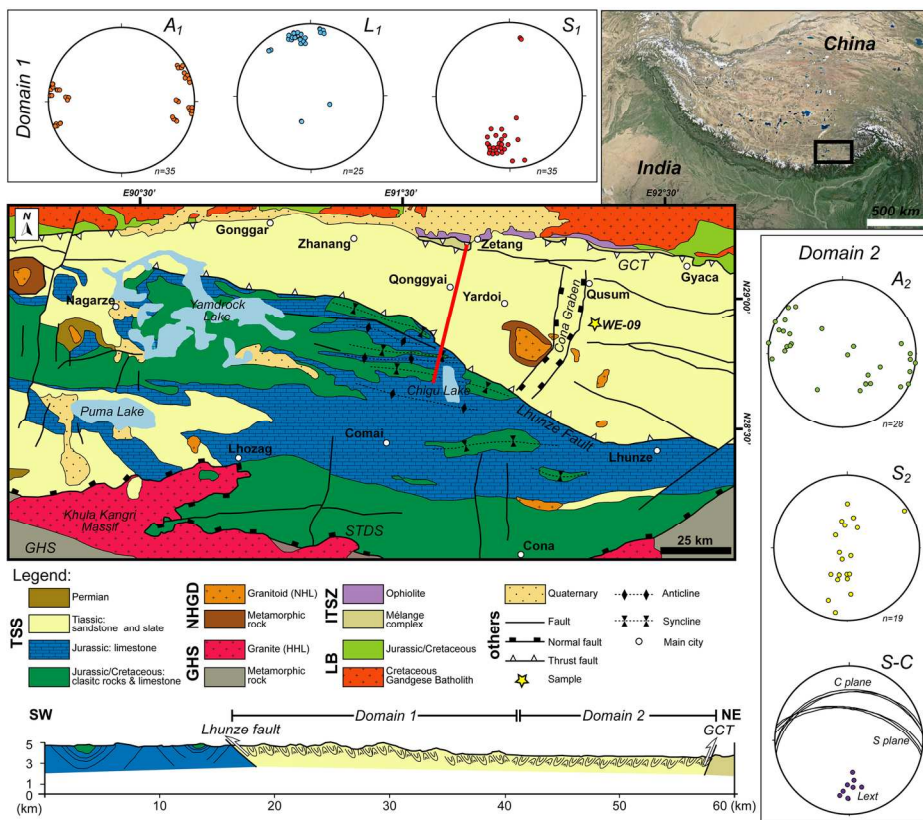 Domain 1
A1
L1
S1
n=35
n=25
n=35
China
India
500 km
E90°30'
E91°30'
E92°30'
N
Gonggar
Zhanang
Zetang
GCT
Gyaca
Qonggyai
Nagarze
Yamdrock
Lake
Yardoi
Cona Graben
Qusum
WE-09
N29°00'
Chigu Lake
Puma Lake
Comai
Lhunze Fault
N28°30'
Lhozag
Lhunze
Khula Kangri
Massif
STDS
GHS
Cona
25 km
Domain 2
A2
n=28
S2
n=19
S-C
C plane
S plane
Lext
Legend:
TSS
Permian
Tiassic:
sandstone and slate
Jurassic: limestone
Jurassic/Cretaceous:
clasitc rocks & limestone
NHGD
Granitoid (NHL)
Metamorphic
rock
GHS
Granite (HHL)
Metamorphic
rock
ITSZ
Ophiolite
Mélange
complex
LB
Jurassic/Cretaceous
Cretaceous
Gandgese Batholith
others
Quaternary
Fault
Normal fault
Thrust fault
Sample
Anticline
Syncline
Main city
SW
Lhunze fault
Domain 1
Domain 2
NE
GCT
5
3
1
0
(km)
0
10
20
30
40
50
60 (km)